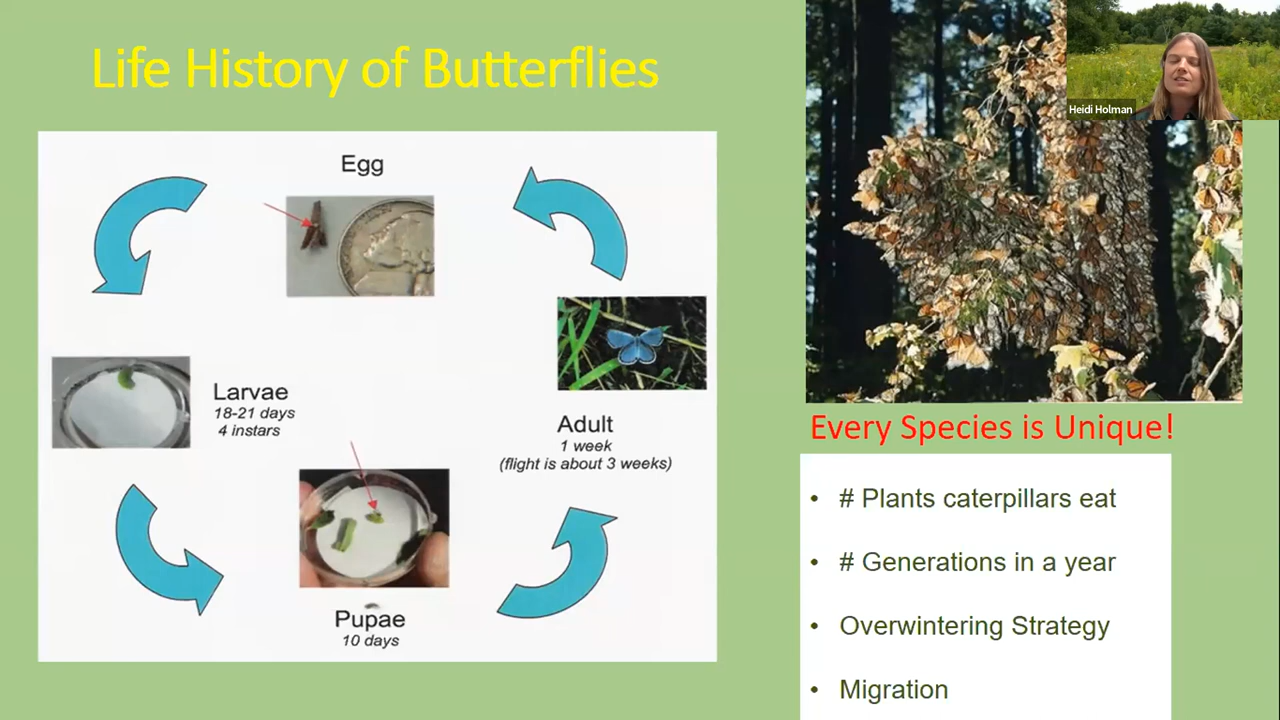 Life History of Butterflies
Egg
Larvae
18-21 days
4 instars
Pupae
10 days
Adult
1 week
(flight is about 3 weeks)
Heidi Holman
Every Species is Unique!
• # Plants caterpillars eat
• # Generations in a year
• Overwintering Strategy
• Migration